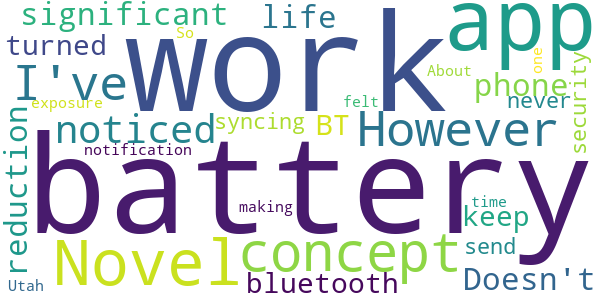 significant
life
So
app
turned
work
I've
About
one
phone
security
exposure
felt
never
reduction
noticed
syncing
BT
However
notification
battery
making
time
keep
Novel
concept
send
Utah
bluetooth
Doesn't